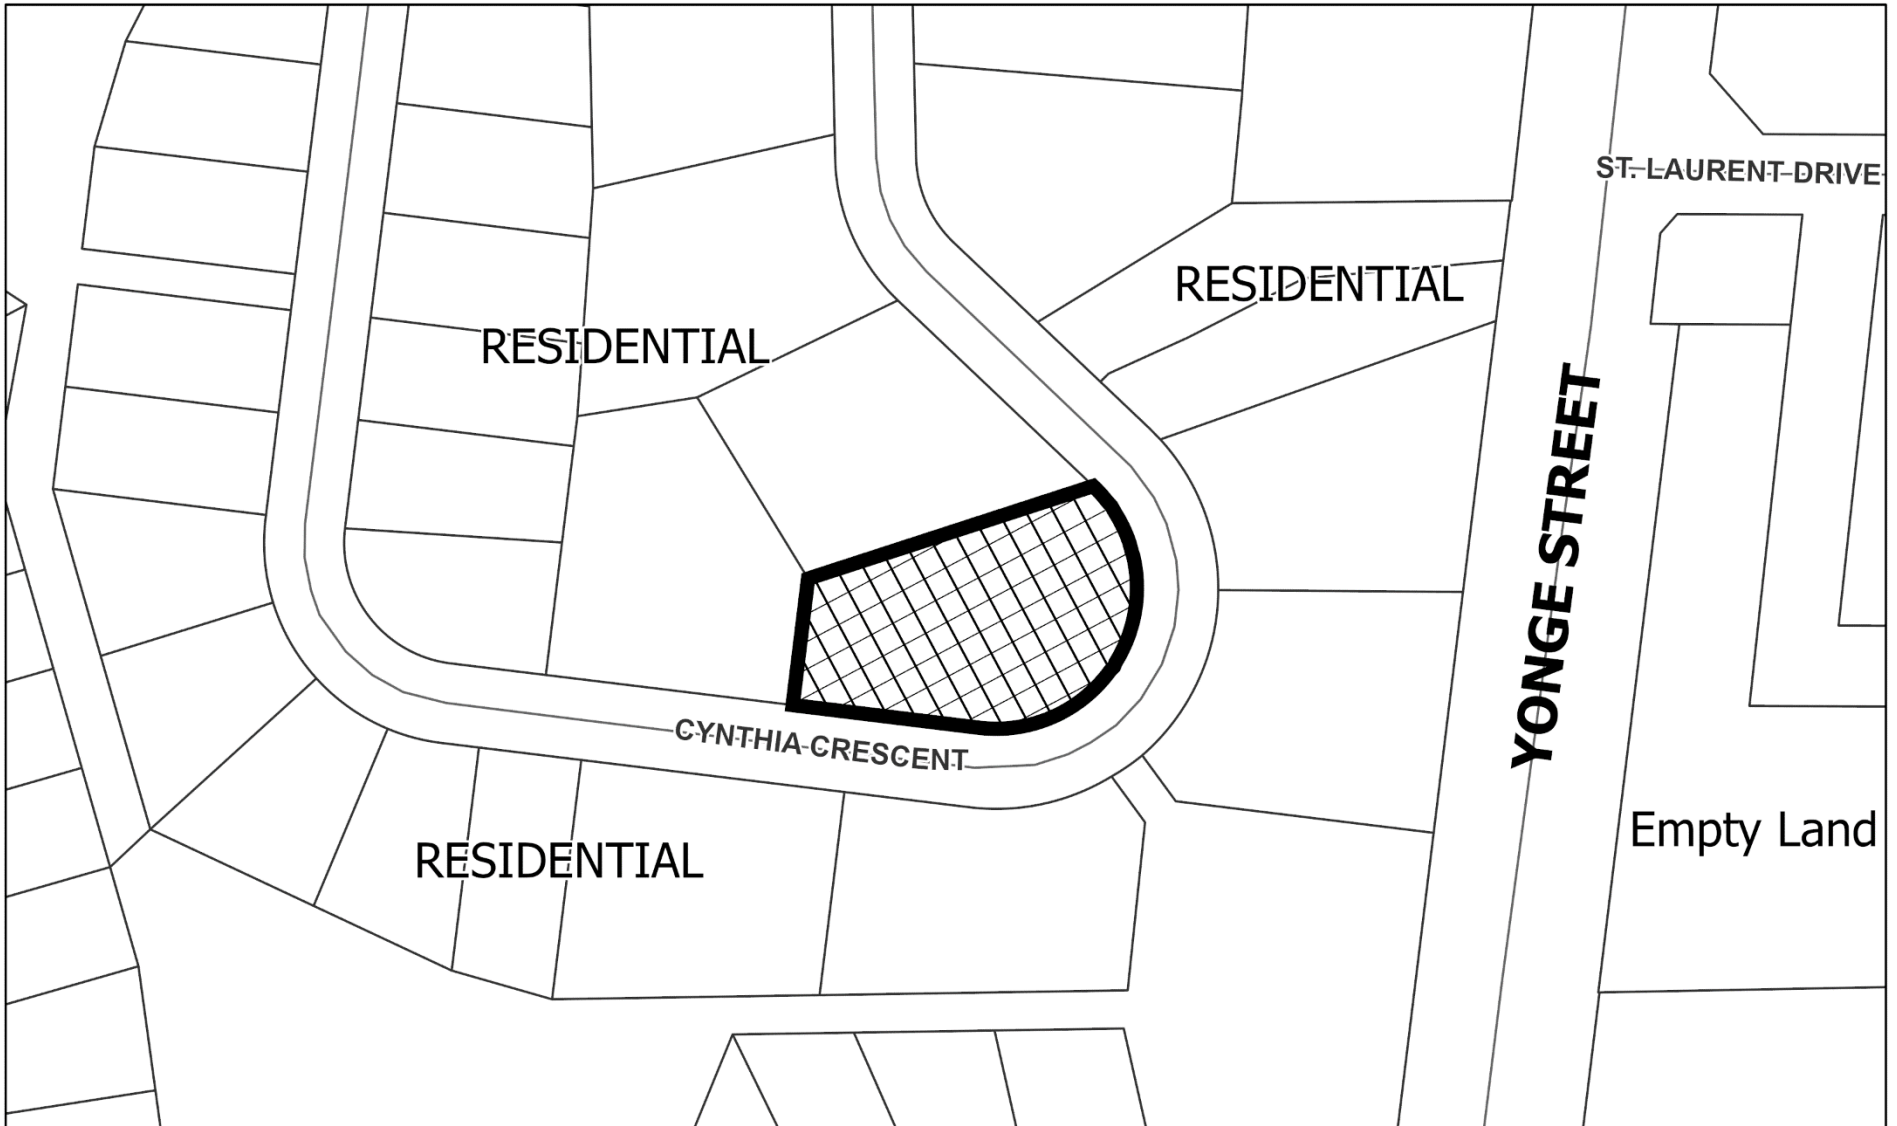 ST. LAURENT DRIVE
RESIDENTIAL
RESIDENTIAL
YONGE STREET
CYNTHIA CRESCENT
Empty Land
RESIDENTIAL